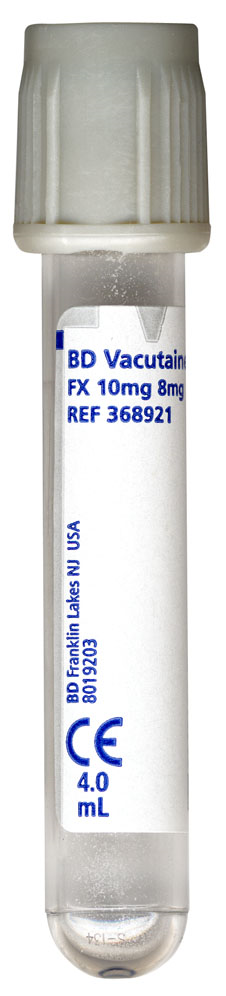 BD Vacutaine
FX 10mg 8mg
REF 368921
BD Franklin Lakes NJ USA
8019203
CE
4.0
mL